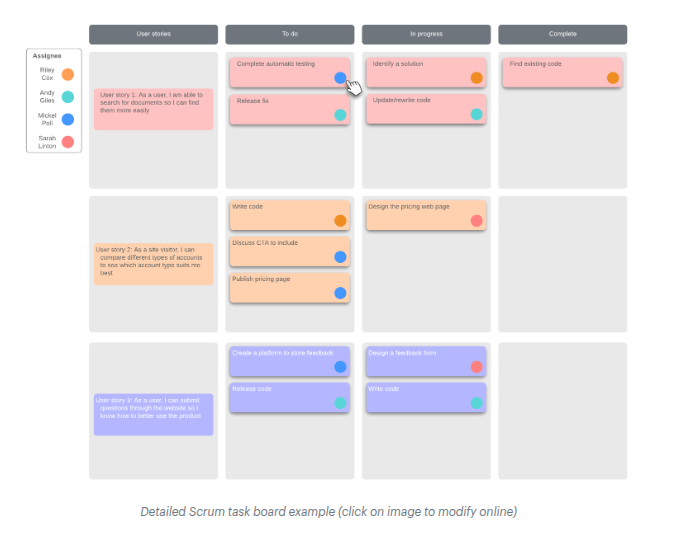 User stories
To do
In progress
Complete
Assignee
Riley
Cox
Andy
Giles
Mickel
Poll
Sarah
Linton
User story 1: As a user, I am able to
search for documents so I can find
them more easily
Complete automatic testing
Release fix
Identify a solution
Update/rewrite code
Find existing code
User story 2: As a site visitor, I can
compare different types of accounts
to see which account type suits me
best
Write code
Discuss CTA to include
Publish pricing page
Design the pricing web page
User story 3: As a user, I can submit
questions through the website so I
know how to better use the product
Create a platform to store feedback
Release code
Design a feedback form
Write code
Detailed Scrum task board example (click on image to modify online)